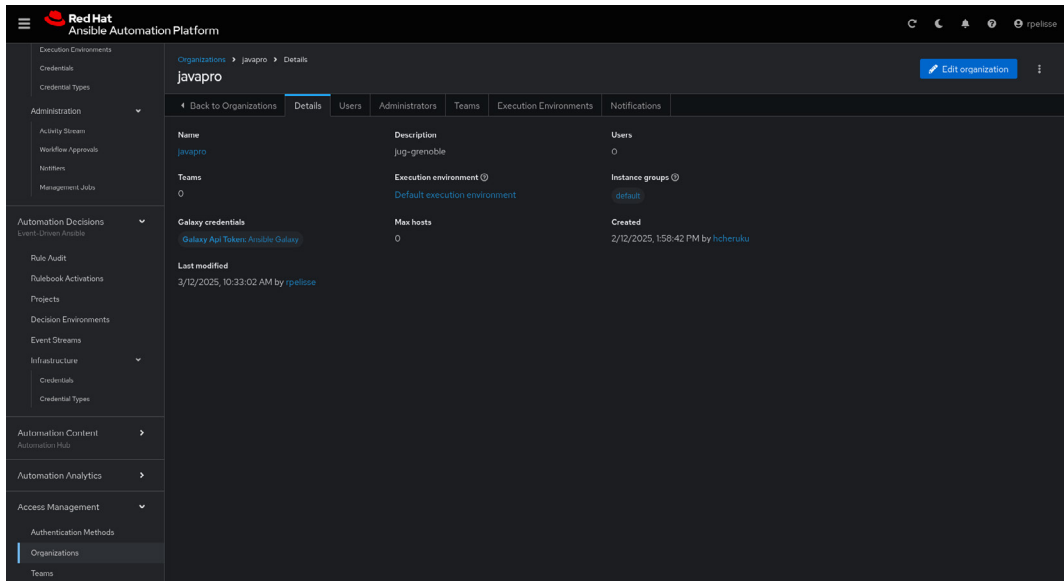 Red Hat
Ansible Automation Platform
rpelisse
Execution Environments
Credentials
Credential Types
Administration
Activity Stream
Workflow Approvals
Notifiers
Management Jobs
Automation Decisions
Event-Driven Ansible
Rule Audit
Rulebook Activations
Projects
Decision Environments
Event Streams
Infrastructure
Credentials
Credential Types
Automation Content
Automation Hub
Automation Analytics
Access Management
Authentication Methods
Organizations
Teams
Organizations > javapro > Details
javapro
Edit organization
Back to Organizations Details Users Administrators Teams Execution Environments Notifications
Name Description Users
javapro jug-grenoble 0
Teams Execution environment Instance groups
0 Default execution environment default
Galaxy credentials Max hosts Created
Galaxy Api Token: Ansible Galaxy 0 2/12/2025, 1:58:42 PM by hcheruku
Last modified
3/12/2025, 10:33:02 AM by rpelisse